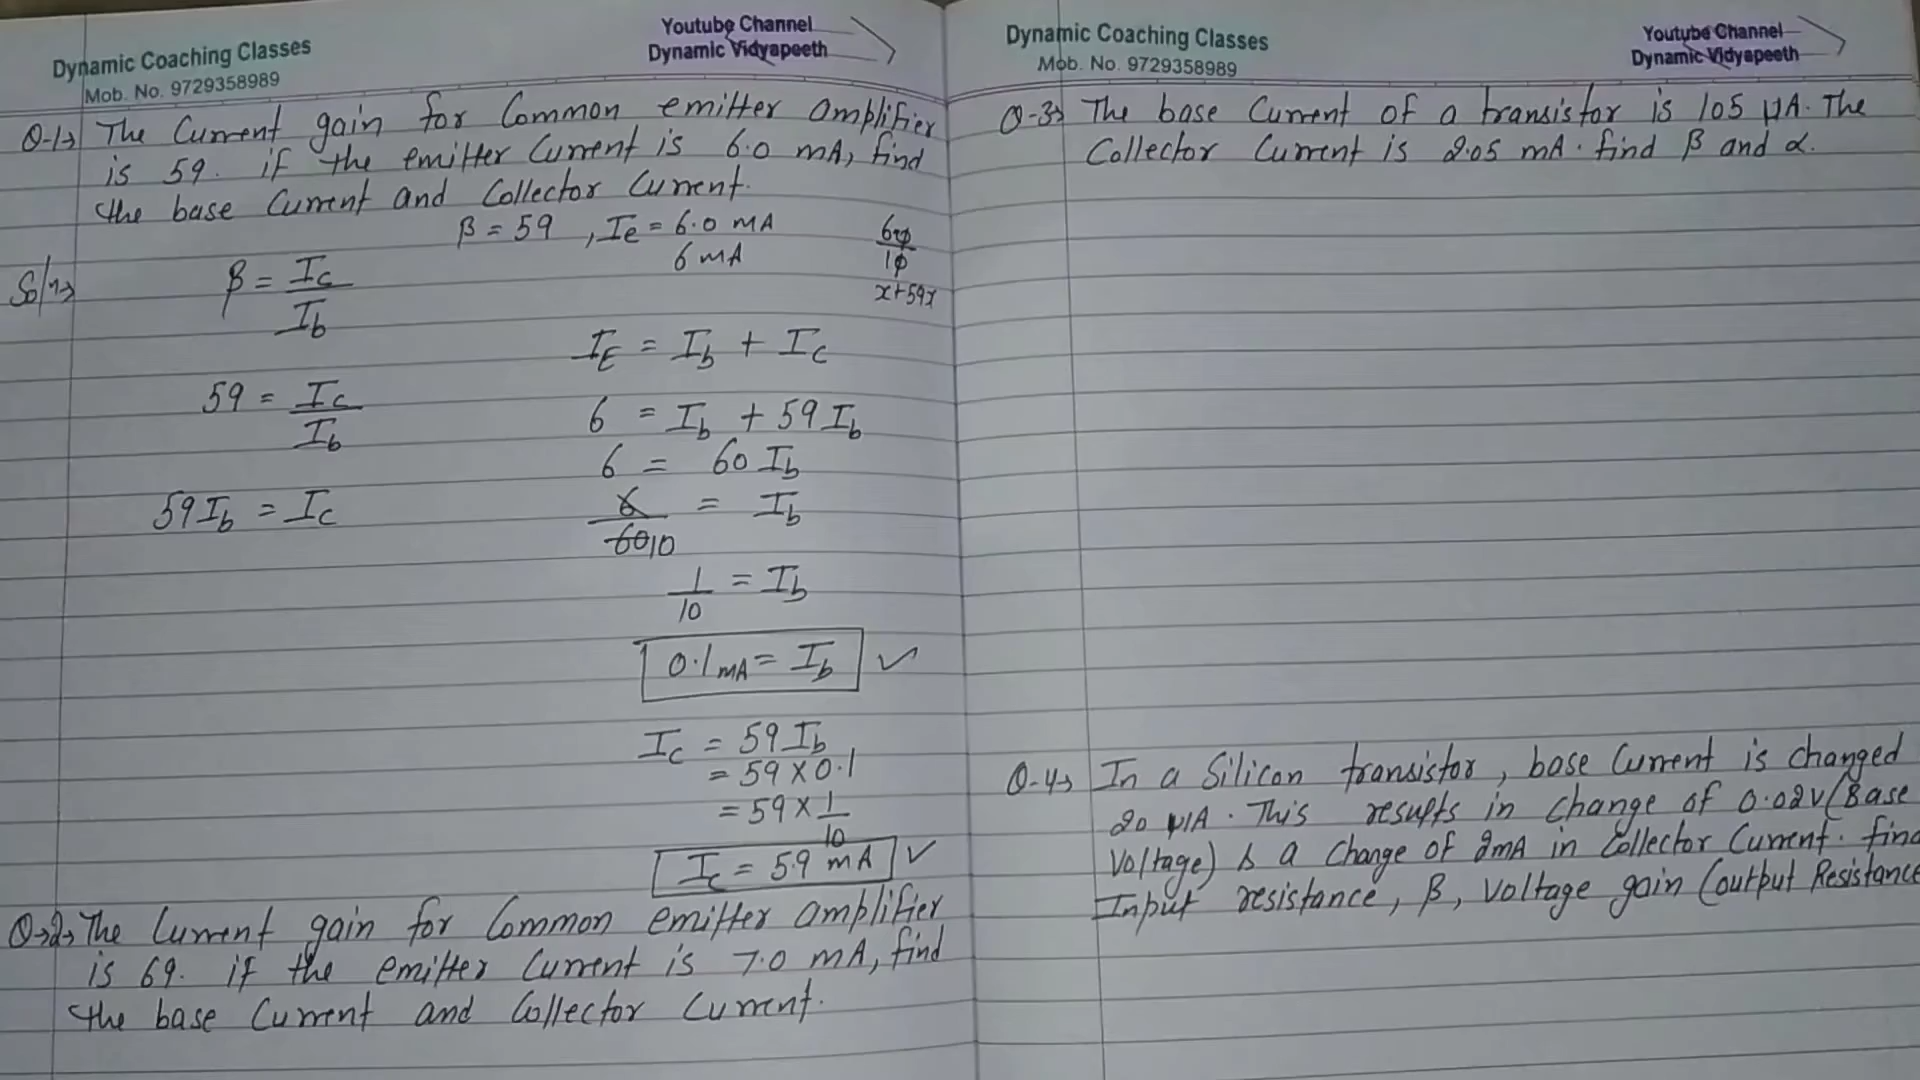 Dynamic Coaching Classes
Mob. No. 9729358989
Youtube Channel
Dynamic Vidyapeeth
Q-1→ The Current gain for Common emitter amplifier
is 59. if the emitter Current is 6.0 mA, find
the base Current and Collector Current.
β = 59 , Ie = 6.0 mA
6 mA
60
10
x+59x
Soln→
β = Ic
Ib
IE = Ib + Ic
59 = Ic
Ib
6 = Ib + 59 Ib
6 = 60 Ib
59Ib = Ic
6 = Ib
60 10
1 = Ib
10
0.1 mA = Ib ✓
Ic = 59 Ib
= 59 × 0.1
= 59 × 1
10
Ic = 5.9 mA ✓
Q-2→ The Current gain for Common emitter amplifier
is 69. if the emitter Current is 7.0 mA, find
the base Current and Collector Current.
Dynamic Coaching Classes
Mob. No. 9729358989
Youtube Channel
Dynamic Vidyapeeth
Q-3→ The base Current of a transistor is 105 μA. The
Collector Current is 2.05 mA. find β and α.
Q-4→ In a Silicon transistor, base Current is changed
20 μA. This results in change of 0.02V (Base
Voltage) & a change of 2mA in Collector Current. find
Input resistance, β, Voltage gain (output Resistance